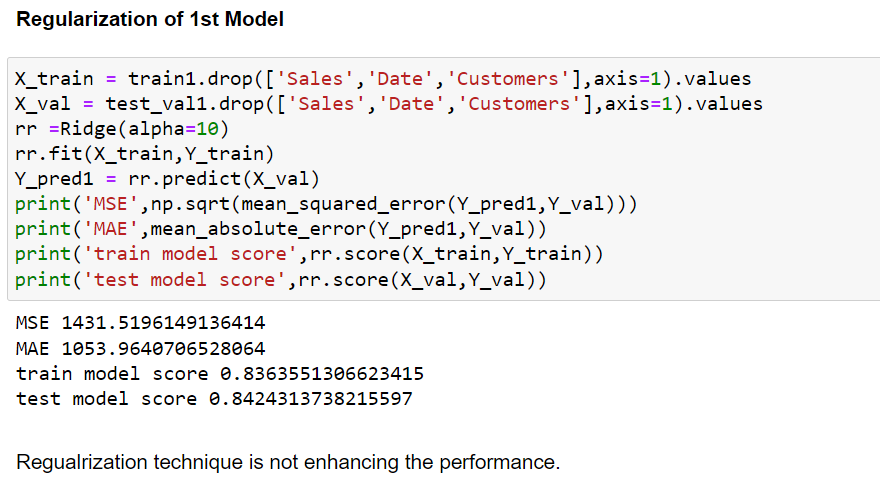 Regularization of 1st Model
X_train = train1.drop(['Sales','Date','Customers'],axis=1).values
X_val = test_val1.drop(['Sales','Date','Customers'],axis=1).values
rr =Ridge(alpha=10)
rr.fit(X_train,Y_train)
Y_pred1 = rr.predict(X_val)
print('MSE',np.sqrt(mean_squared_error(Y_pred1,Y_val)))
print('MAE',mean_absolute_error(Y_pred1,Y_val))
print('train model score',rr.score(X_train,Y_train))
print('test model score',rr.score(X_val,Y_val))
MSE 1431.5196149136414
MAE 1053.9640706528064
train model score 0.8363551306623415
test model score 0.8424313738215597
Regualrization technique is not enhancing the performance.